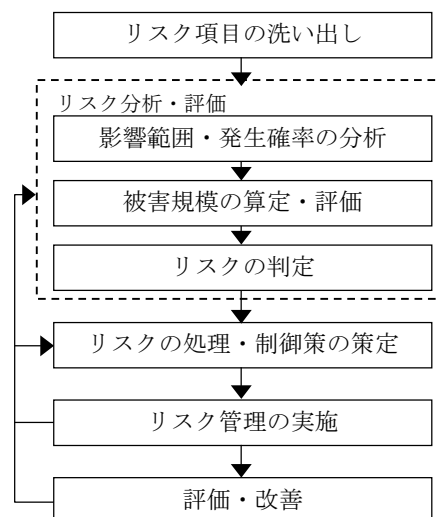 リスク項目の洗い出し
リスク分析・評価
影響範囲・発生確率の分析
被害規模の算定・評価
リスクの判定
リスクの処理・制御策の策定
リスク管理の実施
評価・改善